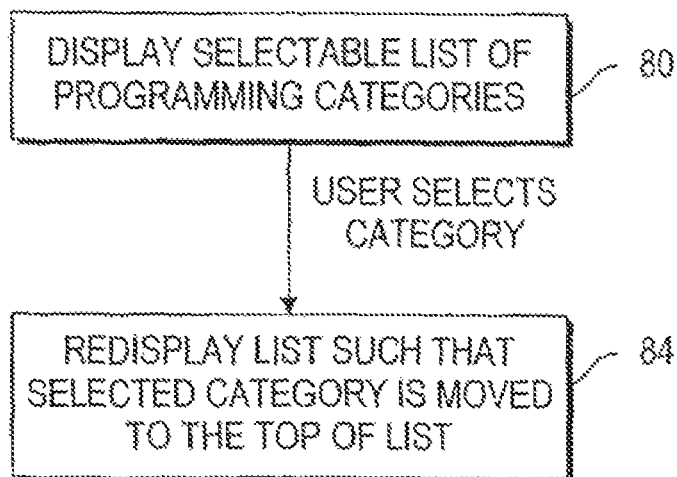 DISPLAY SELECTABLE LIST OF
PROGRAMMING CATEGORIES
80
USER SELECTS
CATEGORY
REDISPLAY LIST SUCH THAT
SELECTED CATEGORY IS MOVED
TO THE TOP OF LIST
84